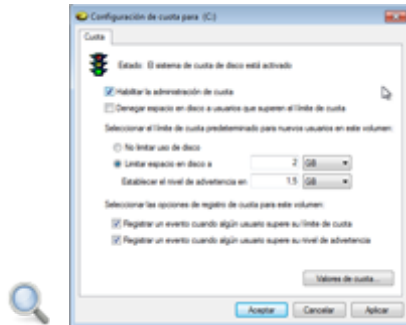 Configuración de cuota para (C:)
Cuota
Estado: El sistema de cuota de disco está activado
Habilitar la administración de cuota
Denegar espacio en disco a usuarios que superen el límite de cuota
Seleccionar el límite de cuota predeterminado para nuevos usuarios en este volumen:
No limitar uso de disco
Limitar espacio en disco a 2 GB
Establecer el nivel de advertencia en 1,5 GB
Seleccionar las opciones de registro de cuota para este volumen:
Registrar un evento cuando algún usuario supere su límite de cuota
Registrar un evento cuando algún usuario supere su nivel de advertencia
Valores de cuota...
Aceptar Cancelar Aplicar